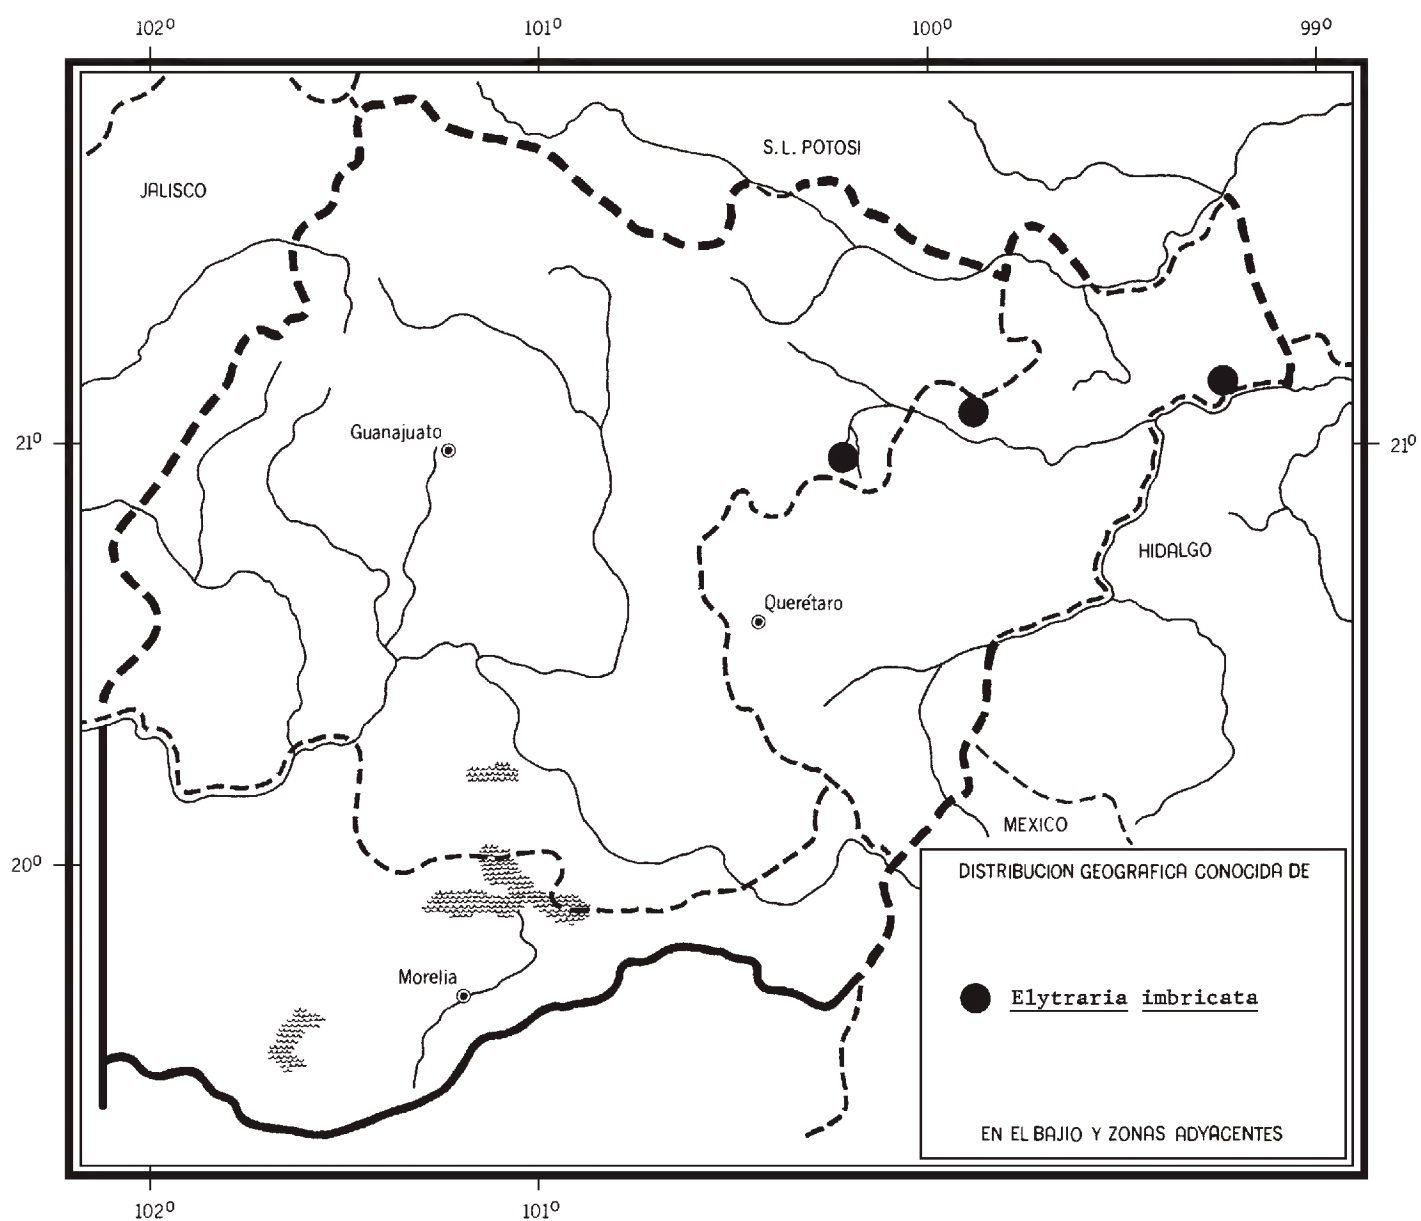 102º 101º 100º 99º
S.L. POTOSI
JALISCO
Guanajuato
21º 21º
HIDALGO
Querétaro
MEXICO
20º
DISTRIBUCION GEOGRAFICA CONOCIDA DE
Morelia
Elytraria imbricata
EN EL BAJIO Y ZONAS ADYACENTES
102º 101º